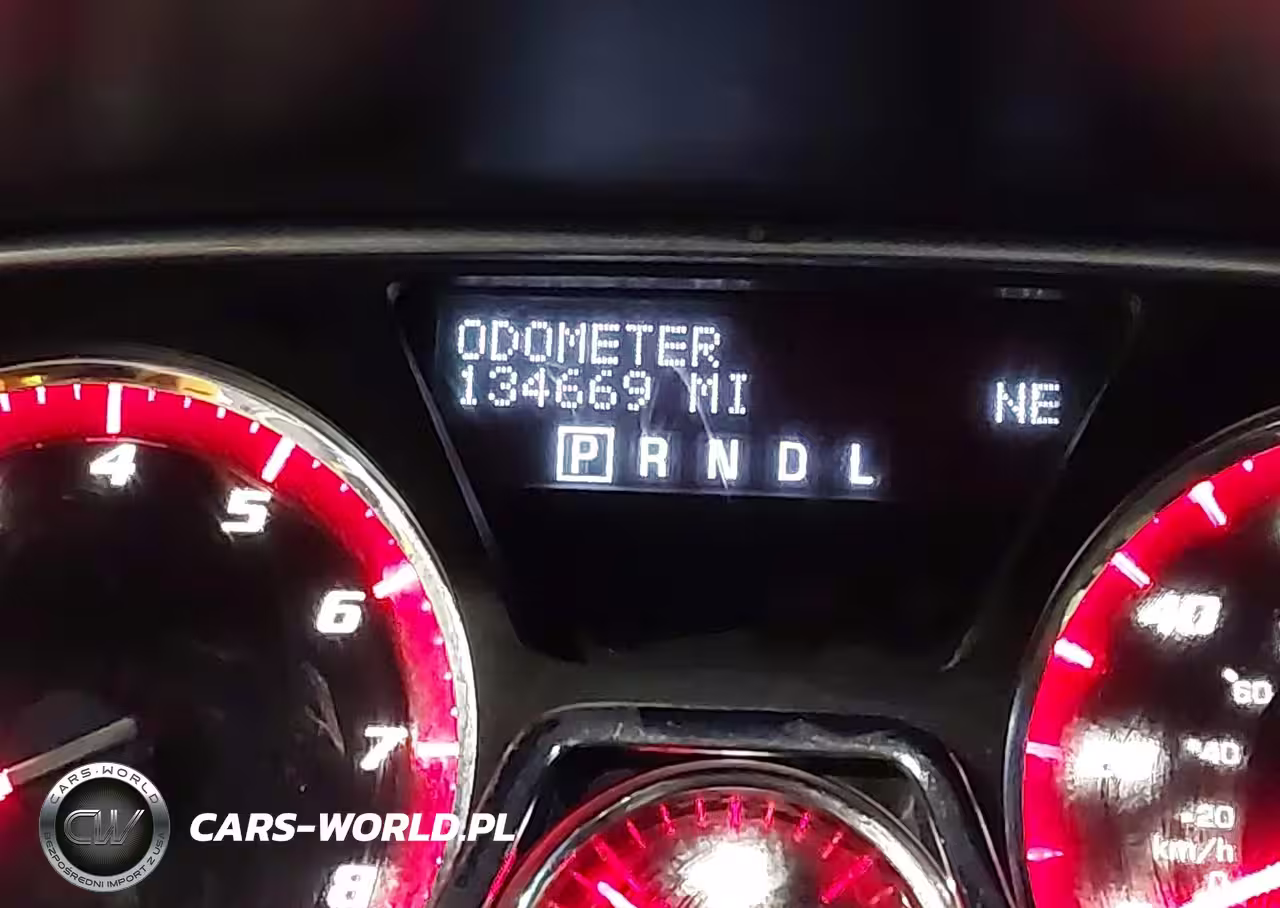 ODOMETER
134669 MI
NE
P R N D L
4
5
6
7
8
40
60
40
20
km/h
0
CARS-WORLD
CW
BEZPOŚREDNI IMPORT Z USA
CARS-WORLD.PL